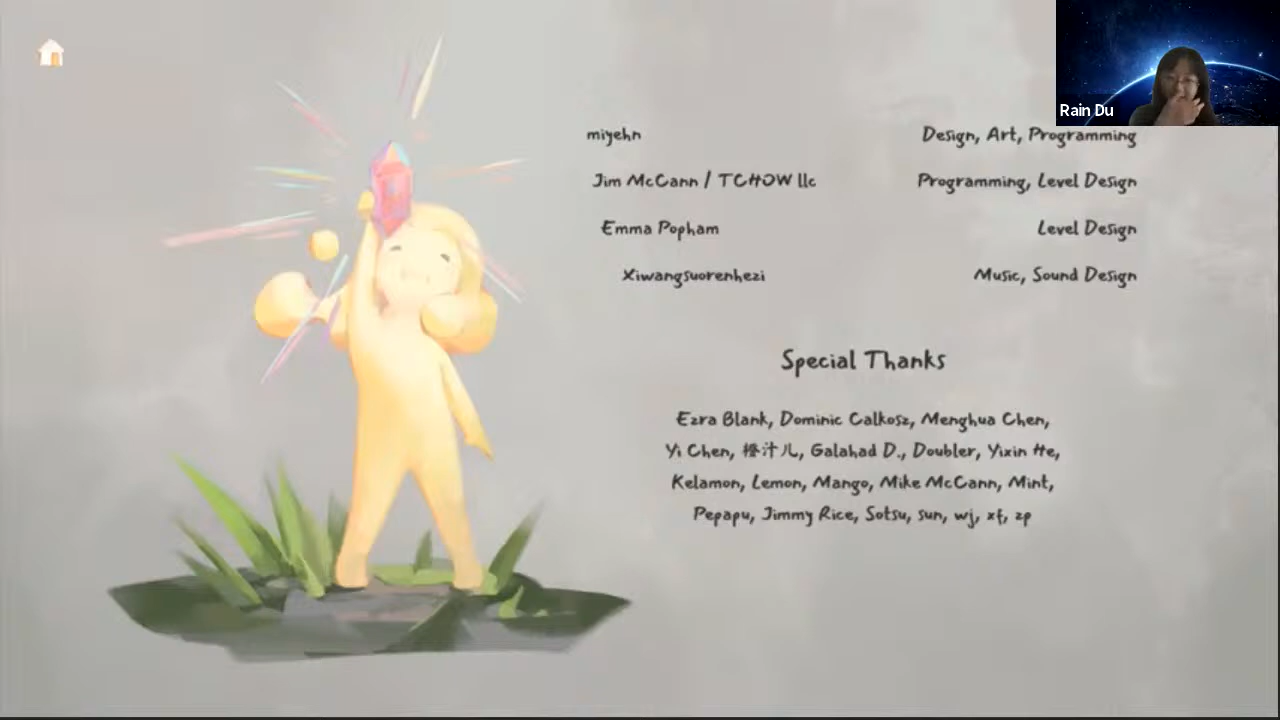 Rain Du
miyehn Design, Art, Programming
Jim McCann / TCHOW llc Programming, Level Design
Emma Popham Level Design
Xiwangsuorenhezi Music, Sound Design
Special Thanks
Ezra Blank, Dominic Calkosz, Menghua Chen,
Yi Chen, 橙汁儿, Galahad D., Doubler, Yixin He,
Kelamon, Lemon, Mango, Mike McCann, Mint,
Pepapu, Jimmy Rice, Sotsu, sun, wj, xf, zp